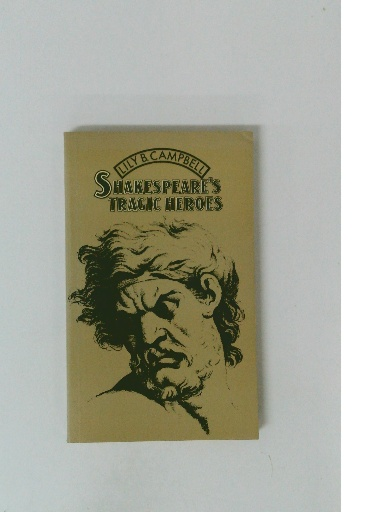 LILY B. CAMPBELL
SHAKESPEARE'S
TRAGIC HEROES